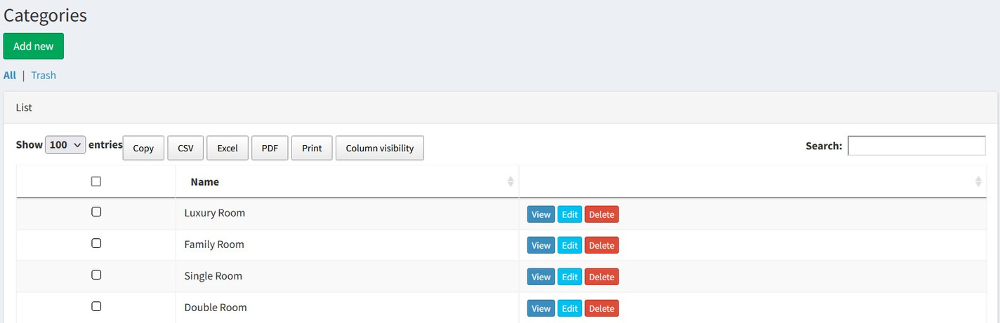 Categories
Add new
All | Trash
List
Show 100 entries Copy CSV Excel PDF Print Column visibility Search:
Name
Luxury Room View Edit Delete
Family Room View Edit Delete
Single Room View Edit Delete
Double Room View Edit Delete